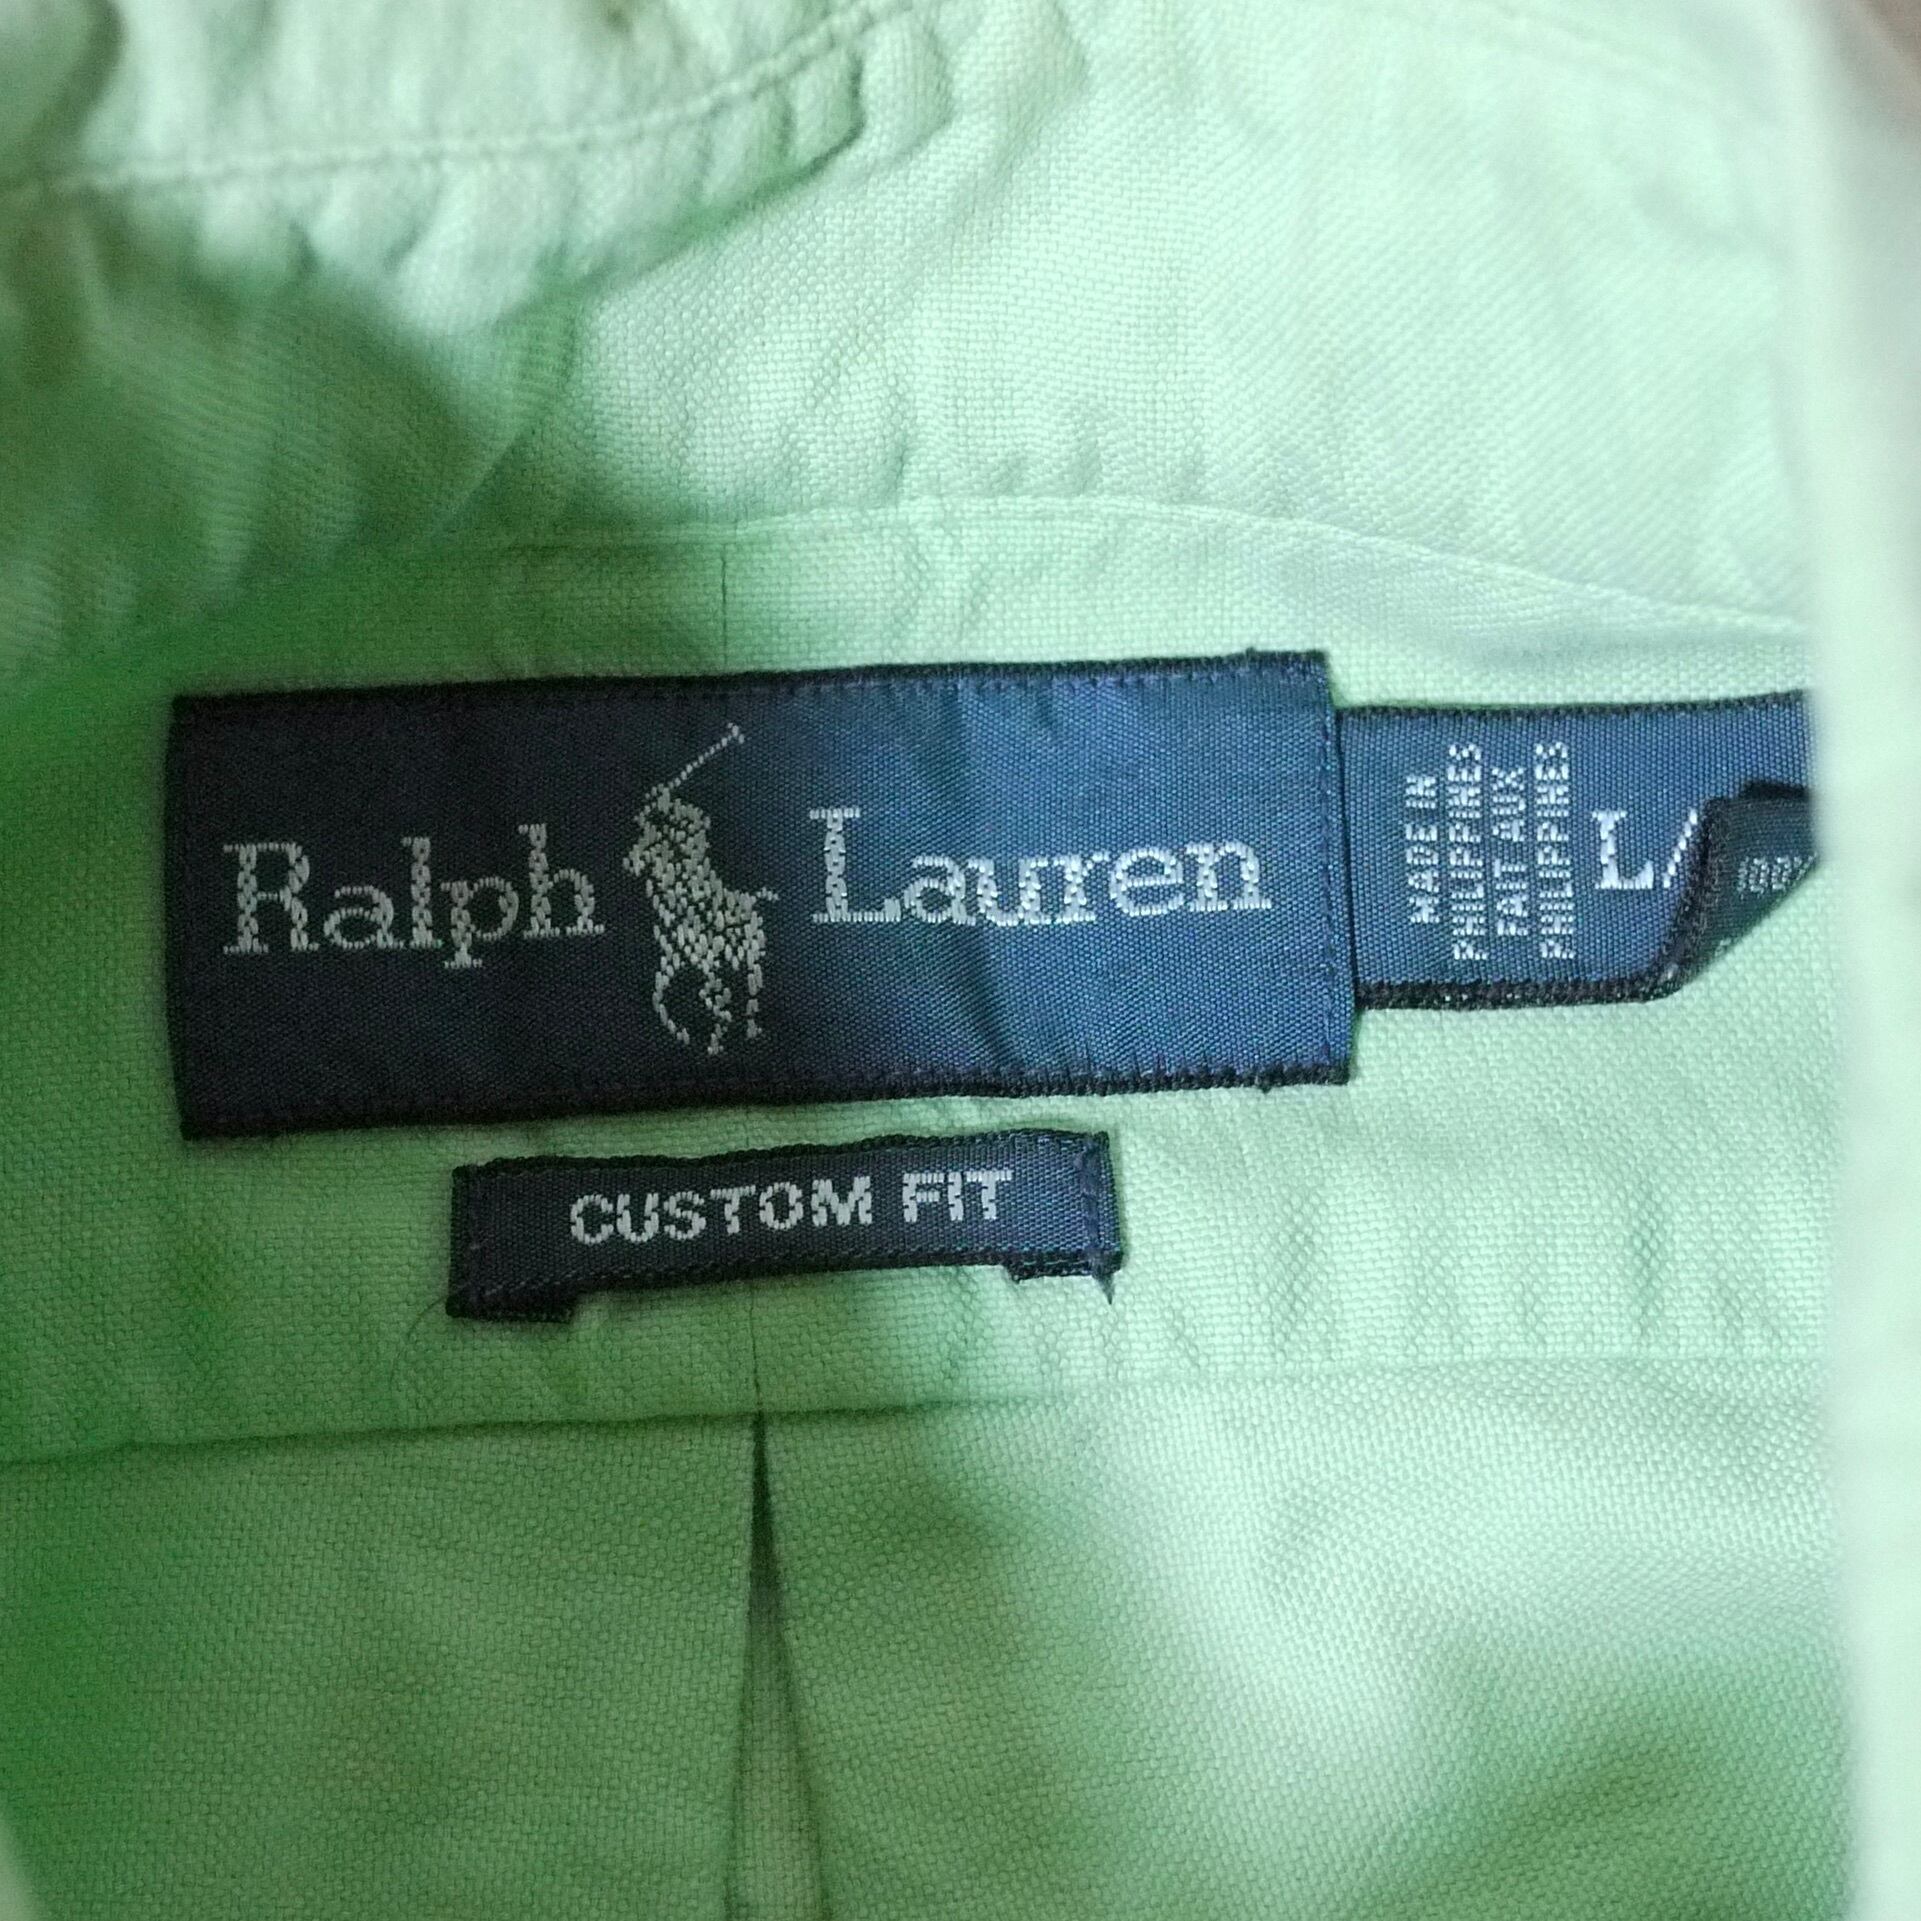 Ralph Lauren
MADE IN
PHILIPPINES
FAIT AUX
PHILIPPINES
L/
CUSTOM FIT